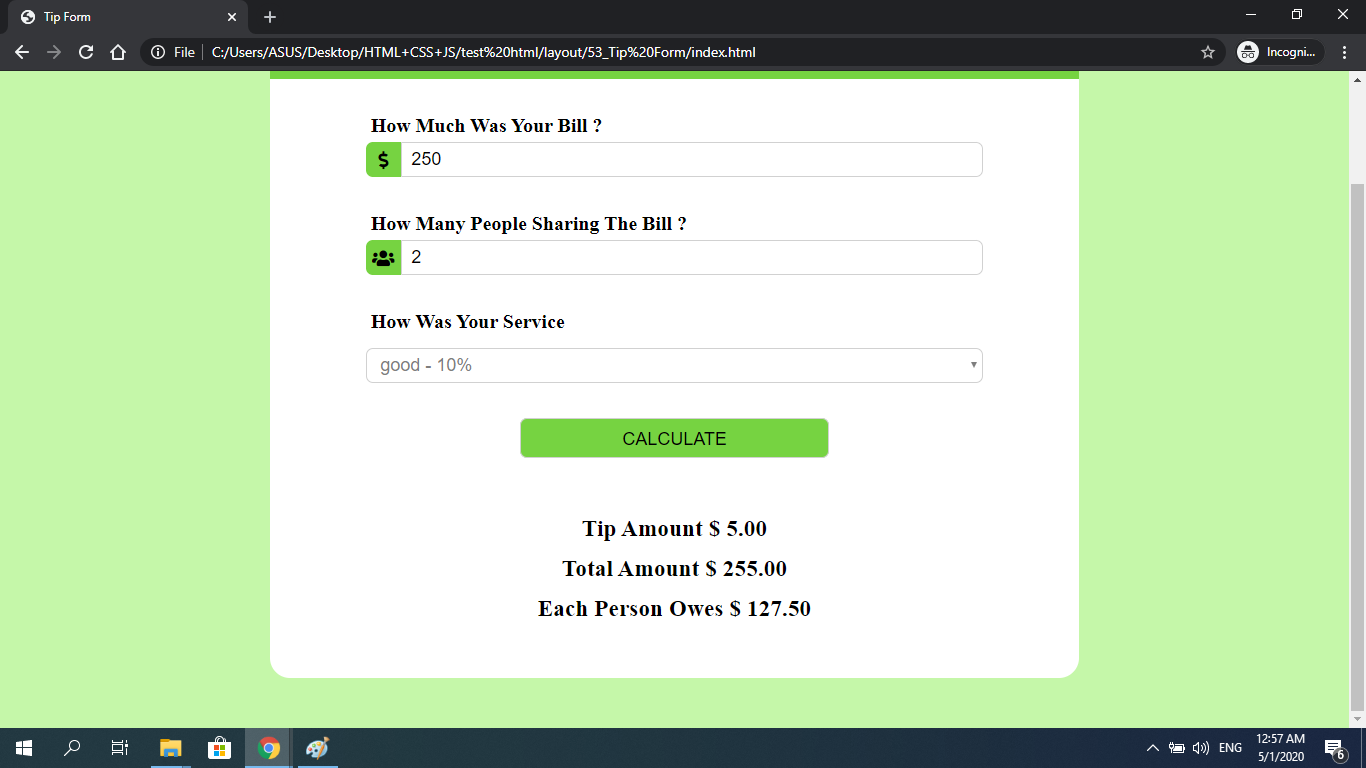 Tip Form
File C:/Users/ASUS/Desktop/HTML+CSS+JS/test%20html/layout/53_Tip%20Form/index.html Incogni...
How Much Was Your Bill ?
$ 250
How Many People Sharing The Bill ?
2
How Was Your Service
good - 10%
CALCULATE
Tip Amount $ 5.00
Total Amount $ 255.00
Each Person Owes $ 127.50
ENG
12:57 AM
5/1/2020
6